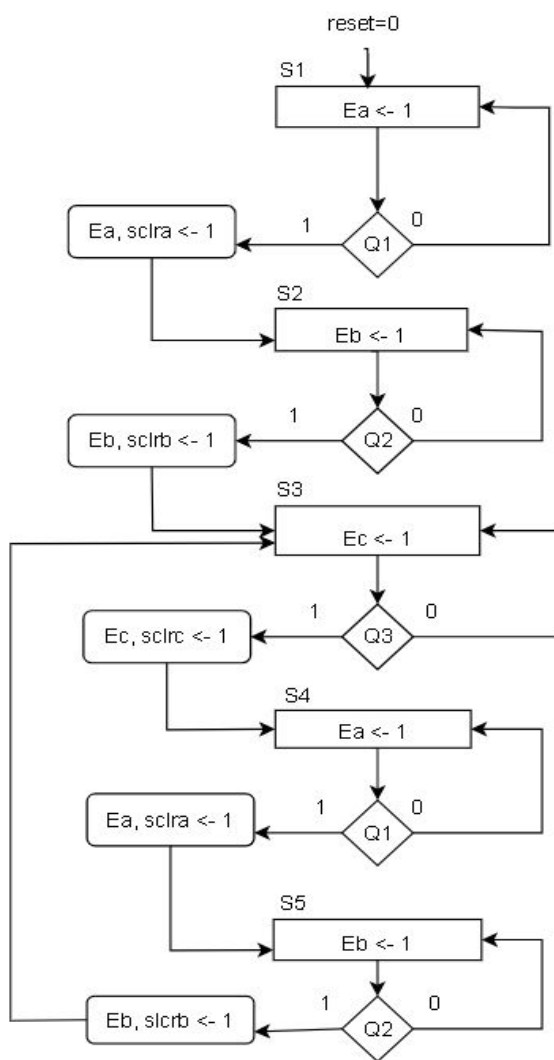 reset=0
S1
Ea <- 1
1
0
Ea, sclra <- 1
Q1
S2
Eb <- 1
1
0
Eb, sclrb <- 1
Q2
S3
Ec <- 1
1
0
Ec, sclrc <- 1
Q3
S4
Ea <- 1
1
0
Ea, sclra <- 1
Q1
S5
Eb <- 1
1
0
Eb, slcrb <- 1
Q2